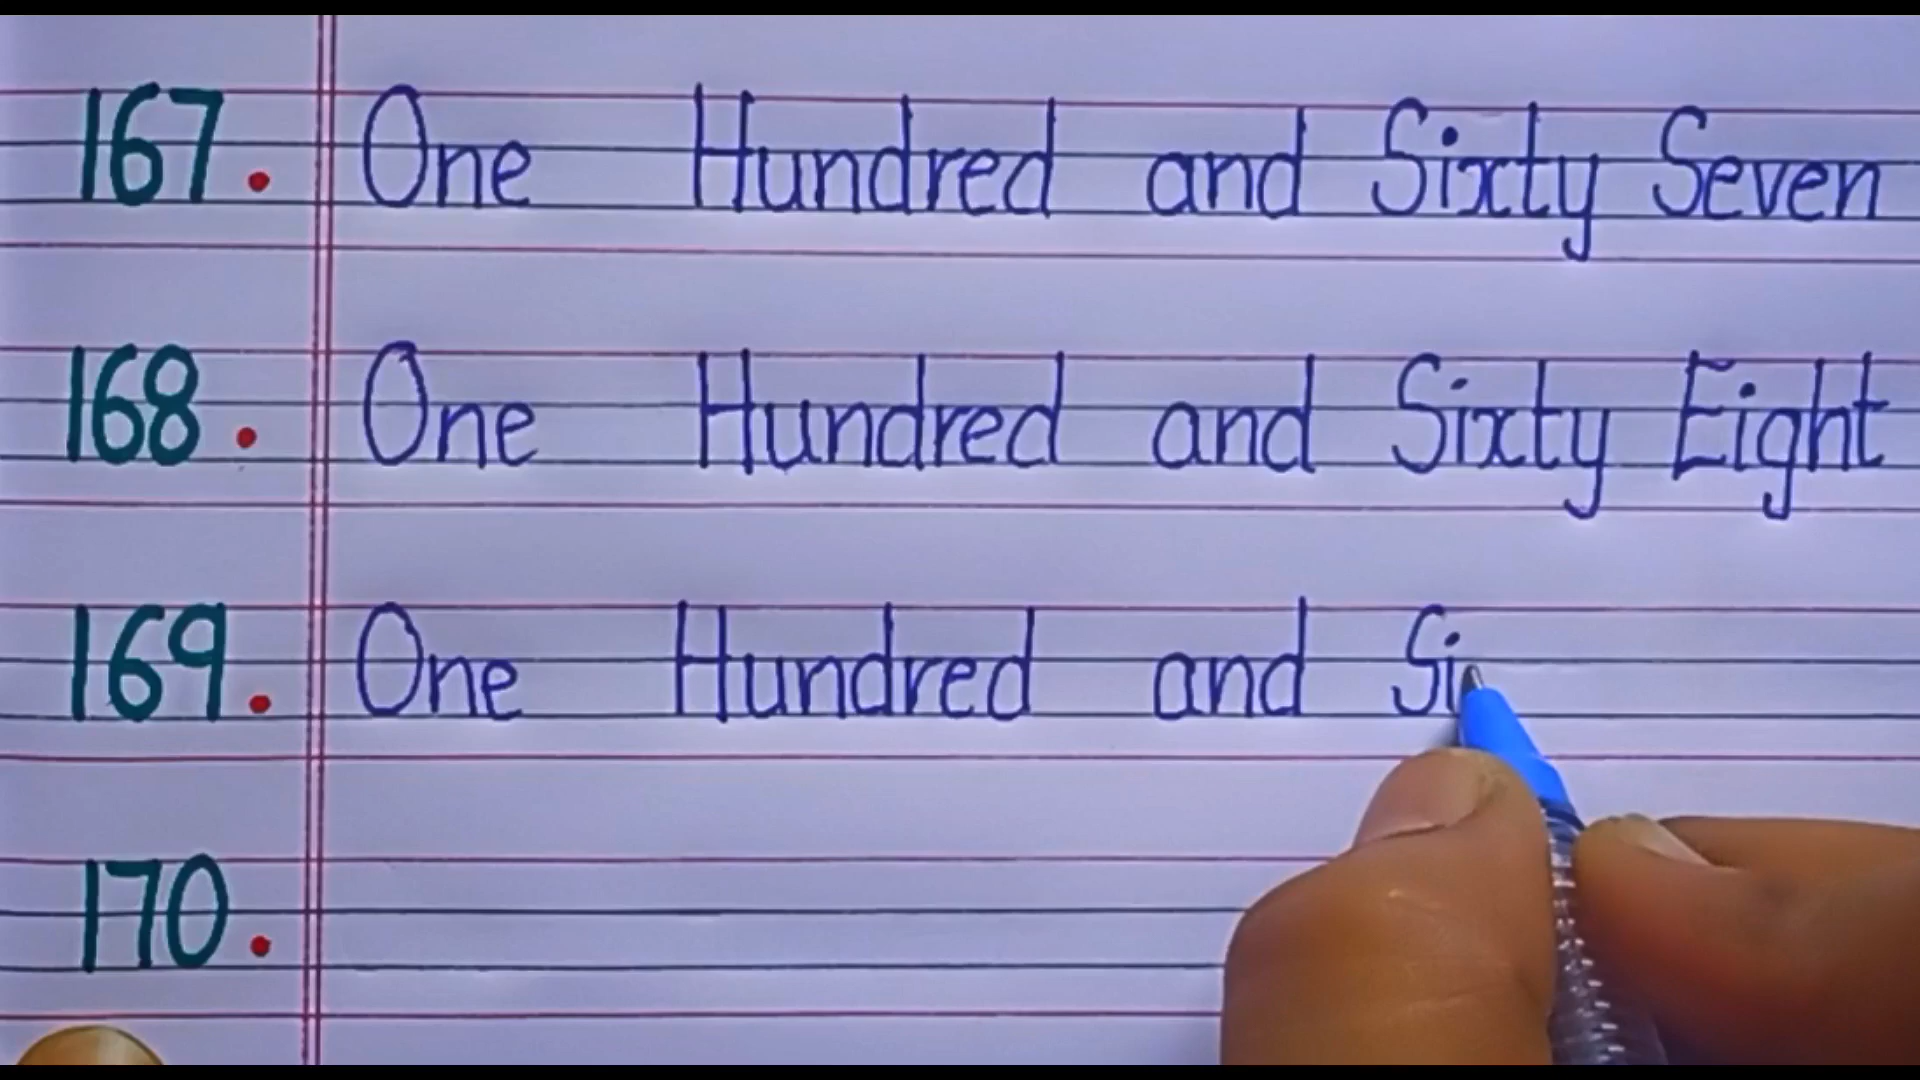 167. One Hundred and Sixty Seven
168. One Hundred and Sixty Eight
169. One Hundred and Si
170.